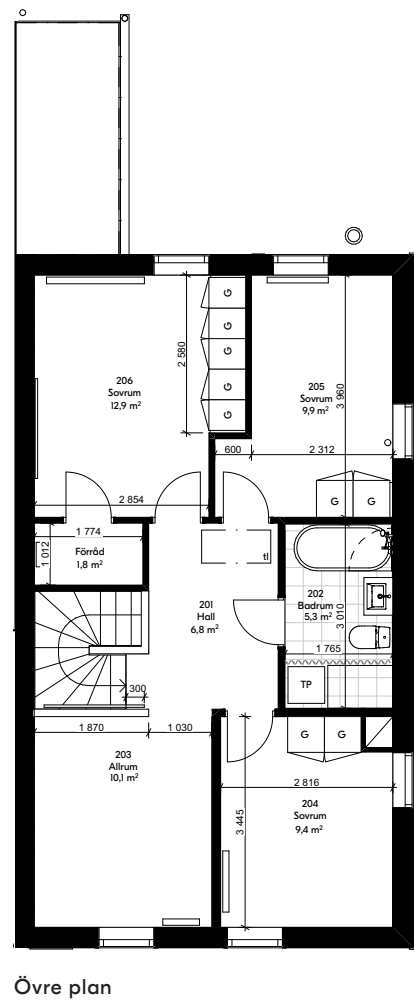 G
G
G
G
G
2 580
206
Sovrum
12,9 m²
205
Sovrum
9,9 m²
3 960
600
2 312
2 854
G
G
1 774
1 012
Förråd
1,8 m²
tl
201
Hall
6,8 m²
202
Badrum
5,3 m²
3 010
1 765
TP
300
1 870
1 030
G
G
203
Allrum
10,1 m²
2 816
204
Sovrum
9,4 m²
3 445
Övre plan